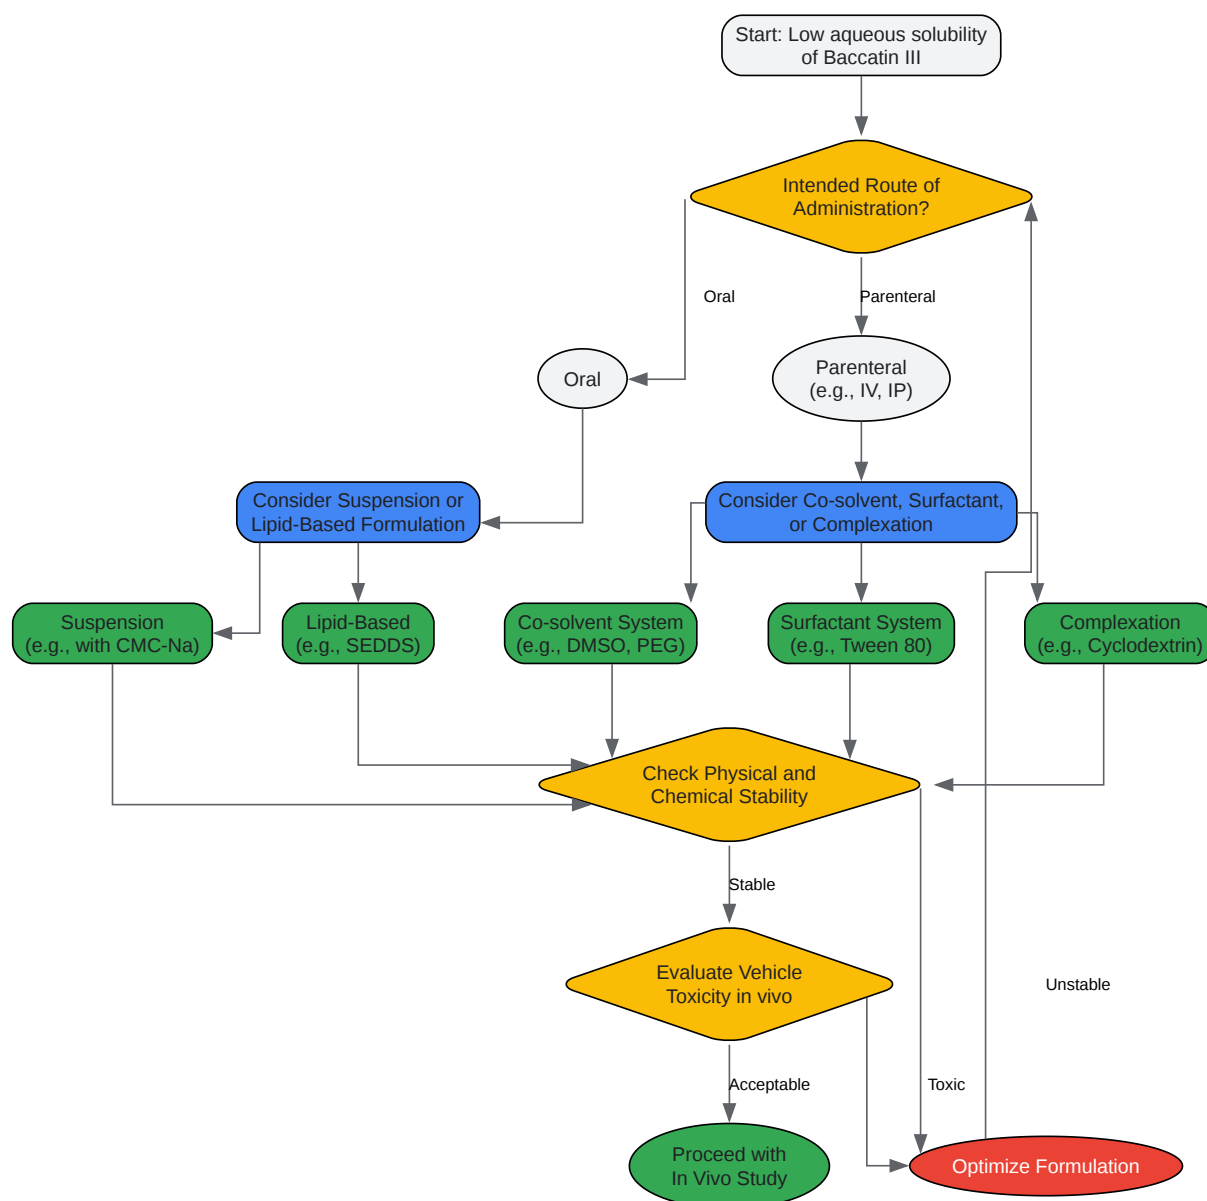 Start: Low aqueous solubility
of Baccatin III
Intended Route of
Administration?
Oral
Parenteral
Oral
Parenteral
(e.g., IV, IP)
Consider Suspension or
Lipid-Based Formulation
Consider Co-solvent, Surfactant,
or Complexation
Suspension
(e.g., with CMC-Na)
Lipid-Based
(e.g., SEDDS)
Co-solvent System
(e.g., DMSO, PEG)
Surfactant System
(e.g., Tween 80)
Complexation
(e.g., Cyclodextrin)
Check Physical and
Chemical Stability
Stable
Evaluate Vehicle
Toxicity in vivo
Unstable
Acceptable
Toxic
Proceed with
In Vivo Study
Optimize Formulation